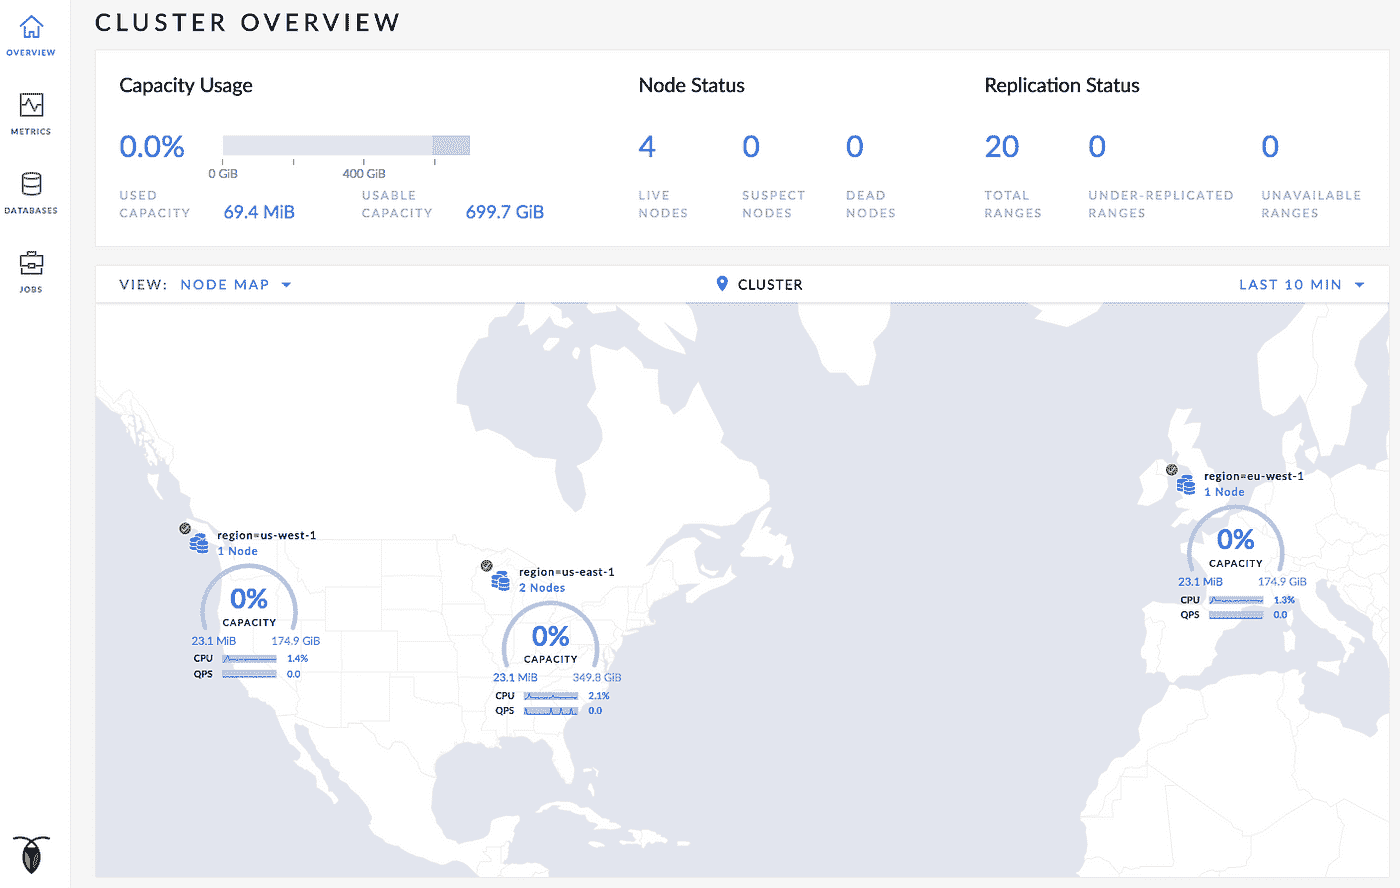 CLUSTER OVERVIEW
OVERVIEW
METRICS
DATABASES
JOBS
Capacity Usage
0.0%
0 GiB
400 GiB
USED CAPACITY
69.4 MiB
USABLE CAPACITY
699.7 GiB
Node Status
4
LIVE NODES
0
SUSPECT NODES
0
DEAD NODES
Replication Status
20
TOTAL RANGES
0
UNDER-REPLICATED RANGES
0
UNAVAILABLE RANGES
VIEW: NODE MAP
CLUSTER
LAST 10 MIN
region=us-west-1
1 Node
0%
CAPACITY
23.1 MiB 174.9 GiB
CPU 1.4%
QPS 0.0
region=us-east-1
2 Nodes
0%
CAPACITY
23.1 MiB 349.8 GiB
CPU 2.1%
QPS 0.0
region=eu-west-1
1 Node
0%
CAPACITY
23.1 MiB 174.9 GiB
CPU 1.3%
QPS 0.0